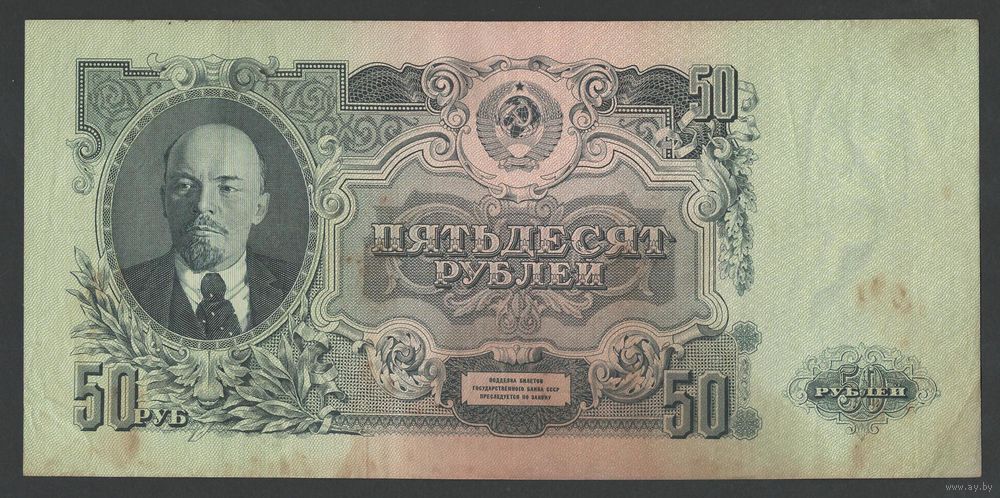 50
ПЯТЬДЕСЯТ
РУБЛЕЙ
50 РУБ
ПОДДЕЛКА БИЛЕТОВ
ГОСУДАРСТВЕННОГО БАНКА СССР
ПРЕСЛЕДУЕТСЯ ПО ЗАКОНУ
50
50
РУБЛЕЙ
www.ay.by